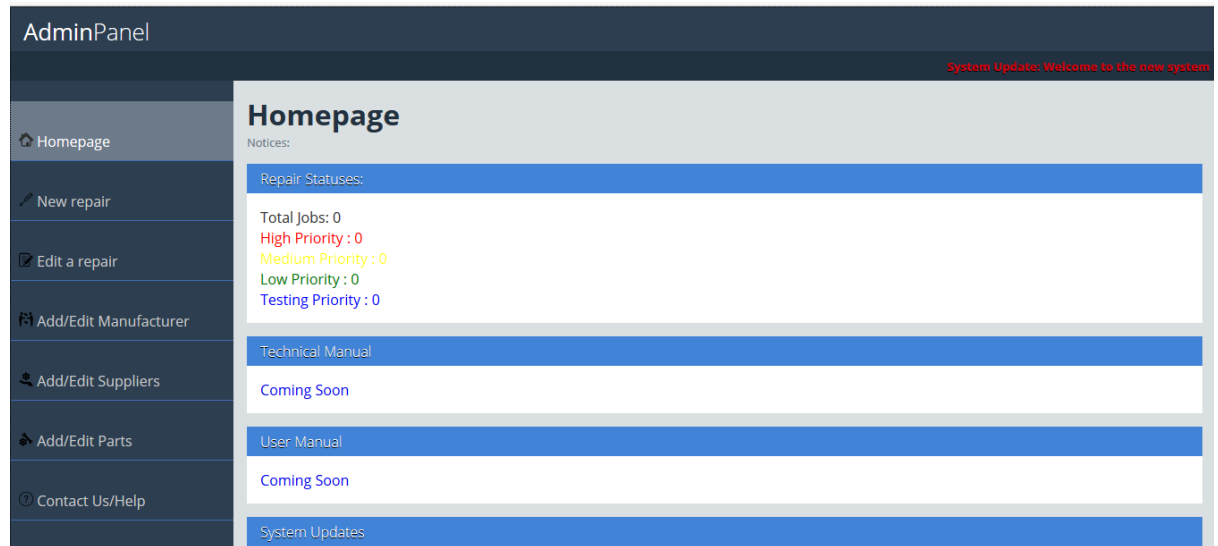 AdminPanel
System Update: Welcome to the new system
Homepage
New repair
Edit a repair
Add/Edit Manufacturer
Add/Edit Suppliers
Add/Edit Parts
Contact Us/Help
Homepage
Notices:
Repair Statuses:
Total Jobs: 0
High Priority : 0
Medium Priority : 0
Low Priority : 0
Testing Priority : 0
Technical Manual
Coming Soon
User Manual
Coming Soon
System Updates